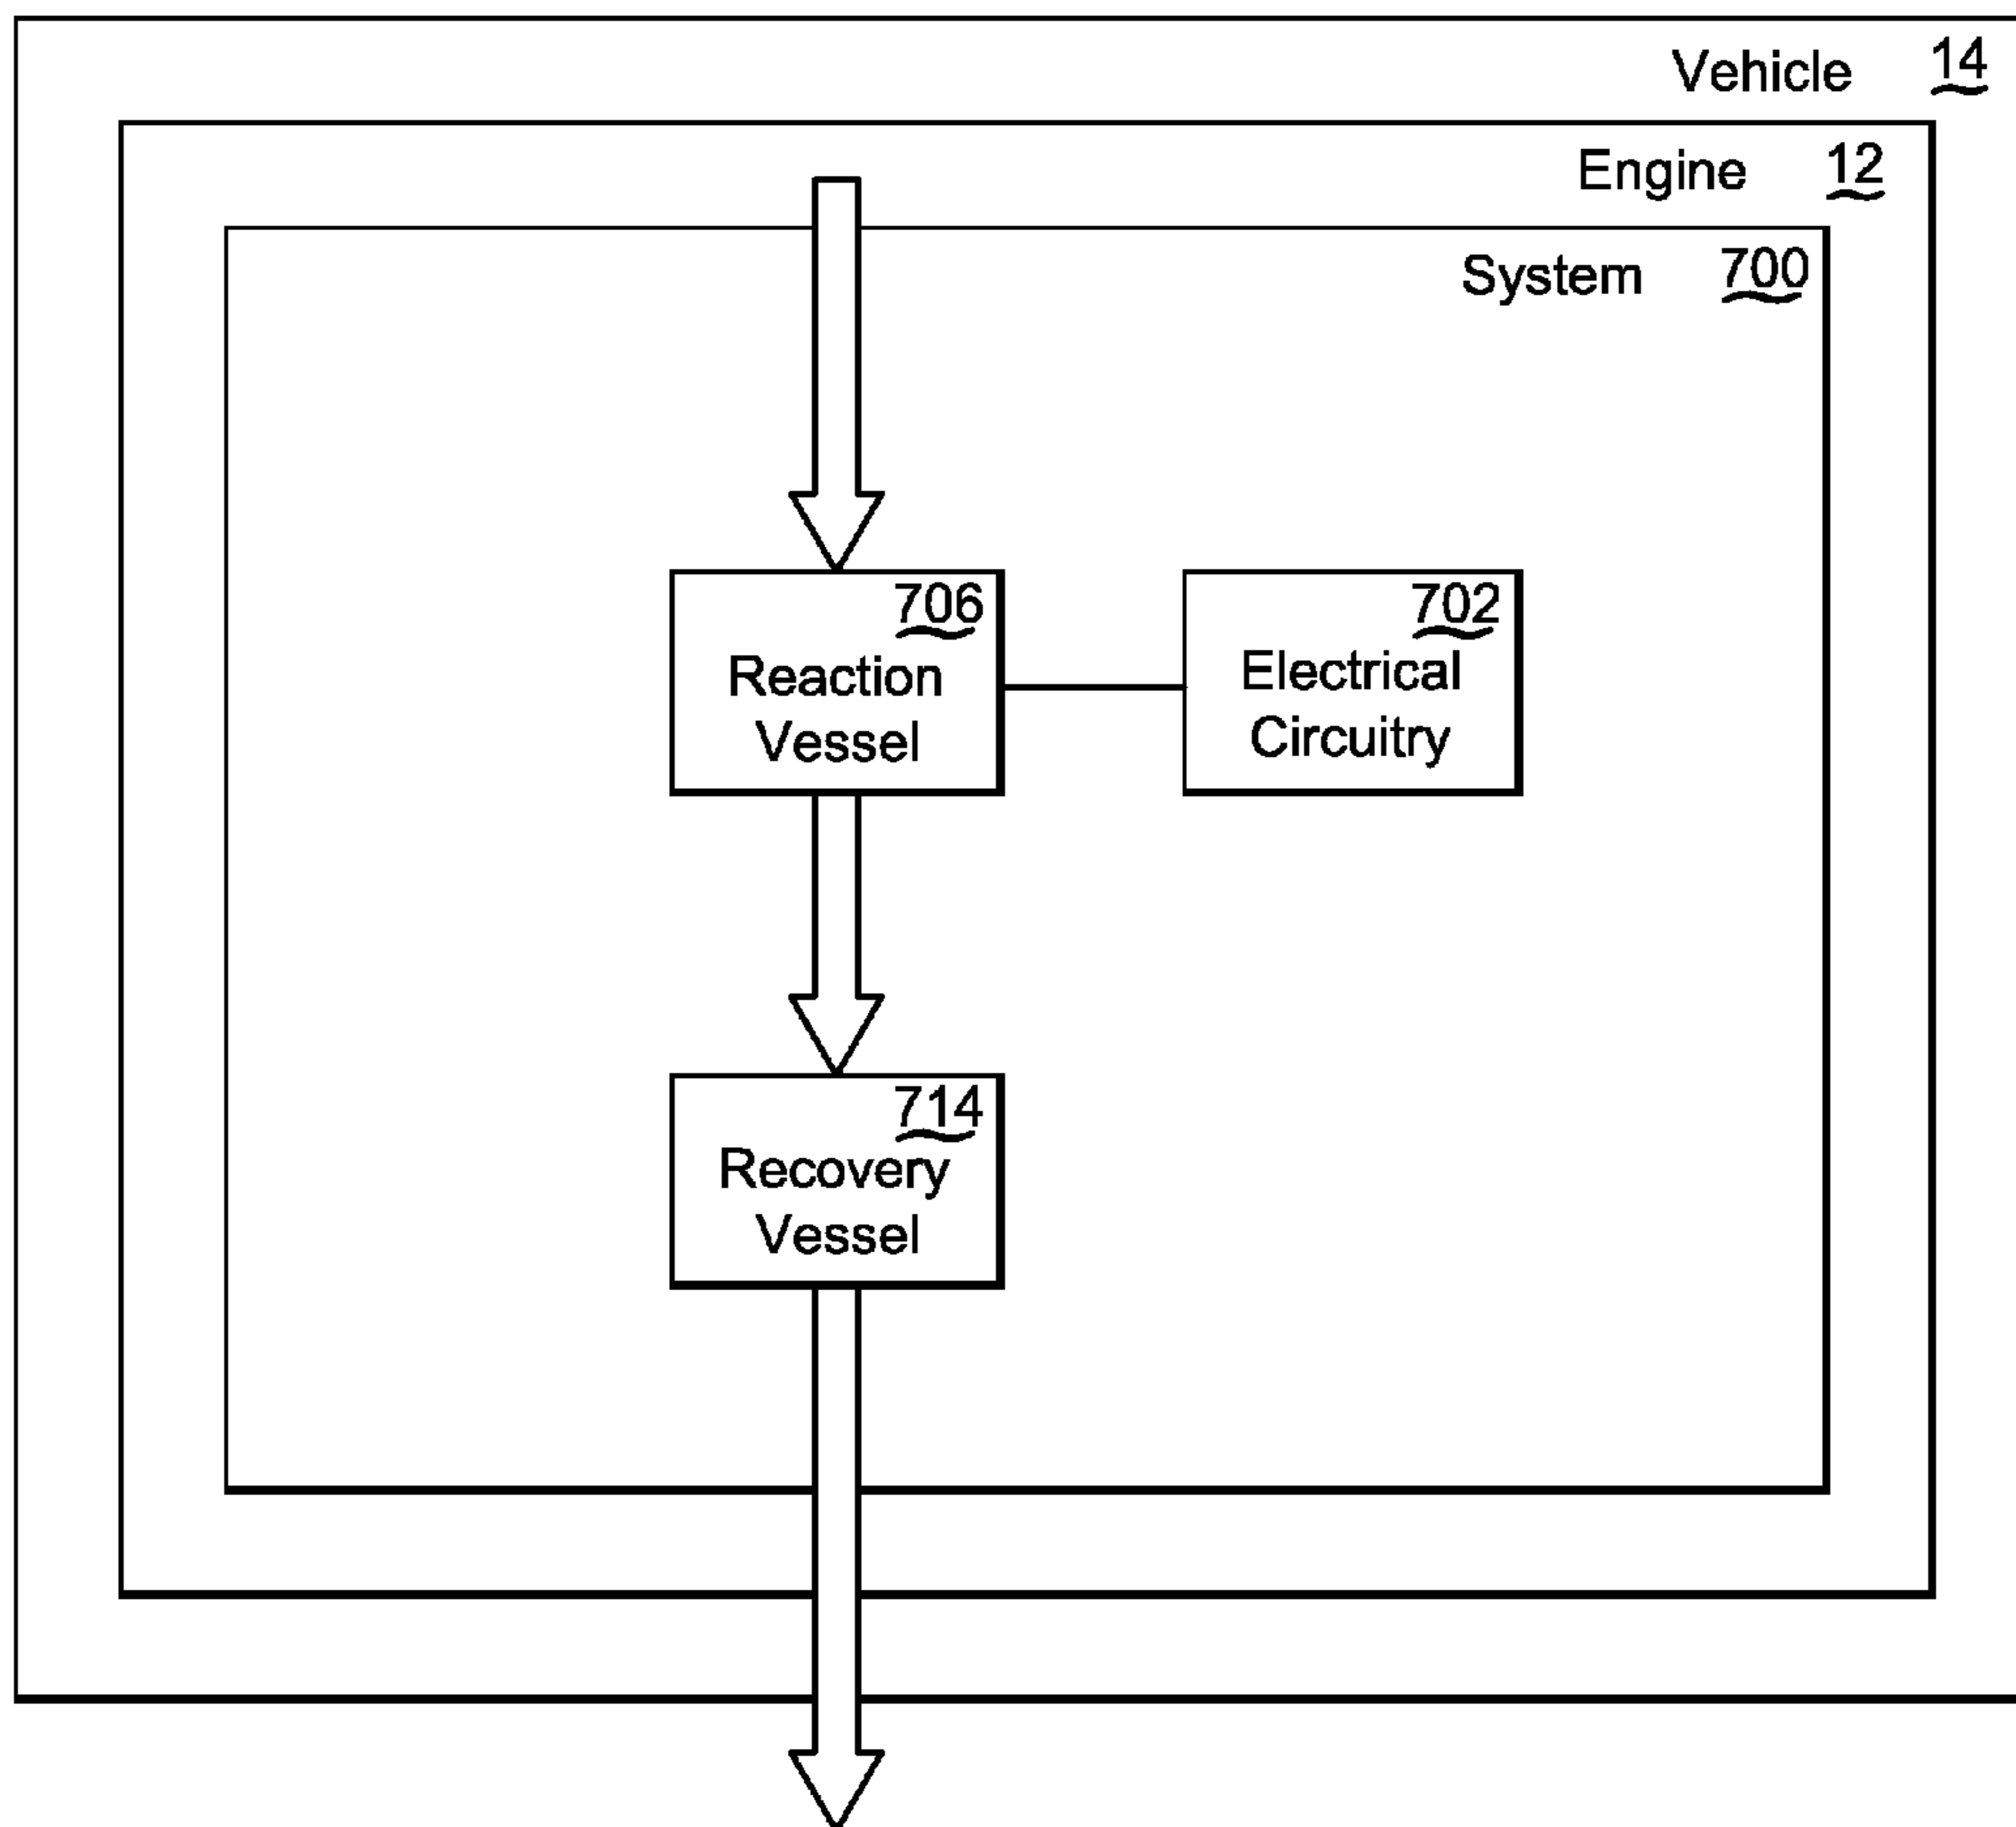 Vehicle 14
Engine 12
System 700
706
Reaction
Vessel
702
Electrical
Circuitry
714
Recovery
Vessel